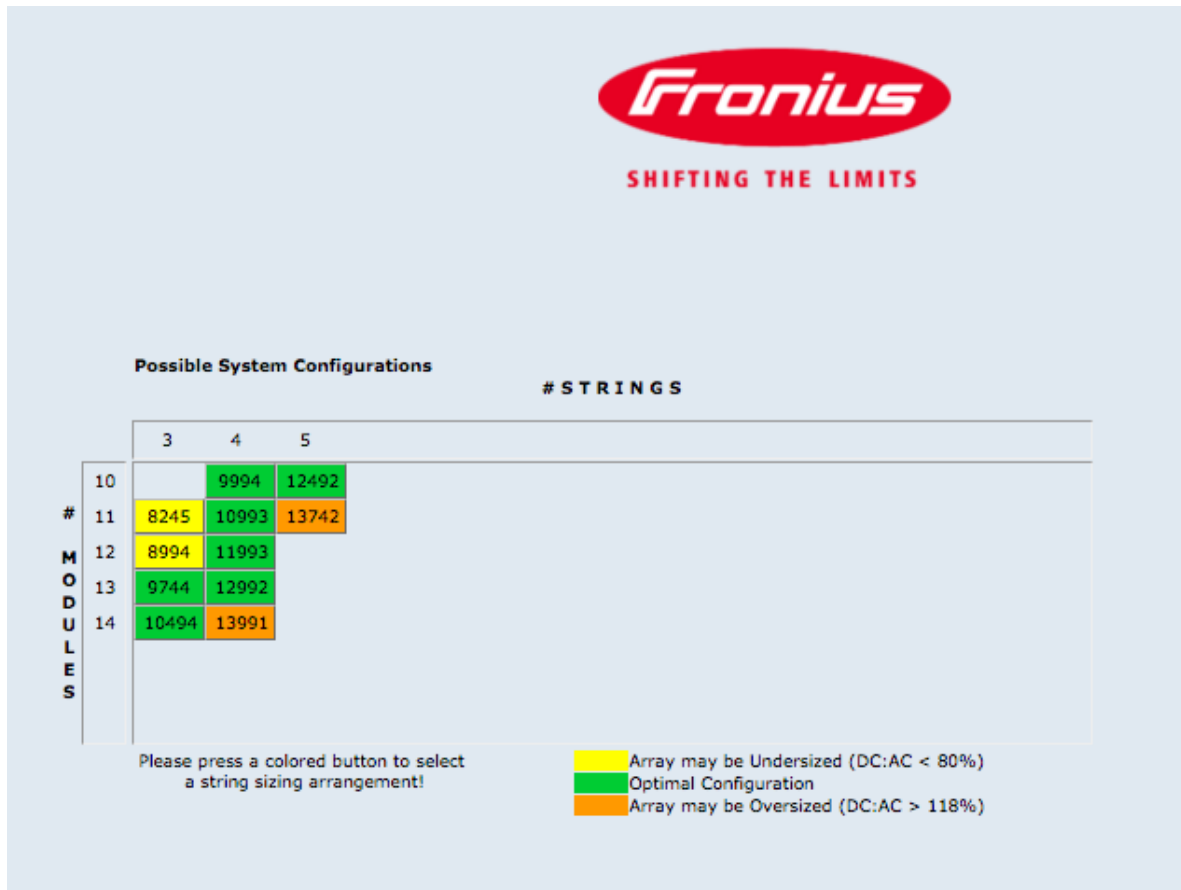 Fronius
SHIFTING THE LIMITS
Possible System Configurations
# S T R I N G S
3 4 5
10 9994 12492
11 8245 10993 13742
12 8994 11993
13 9744 12992
14 10494 13991
# M O D U L E S
Please press a colored button to select
a string sizing arrangement!
Array may be Undersized (DC:AC < 80%)
Optimal Configuration
Array may be Oversized (DC:AC > 118%)